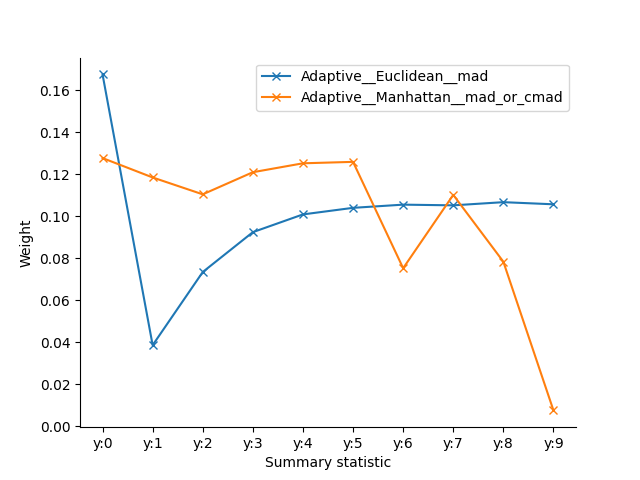 Adaptive__Euclidean__mad
Adaptive__Manhattan__mad_or_cmad
Weight
0.16
0.14
0.12
0.10
0.08
0.06
0.04
0.02
0.00
y:0 y:1 y:2 y:3 y:4 y:5 y:6 y:7 y:8 y:9
Summary statistic